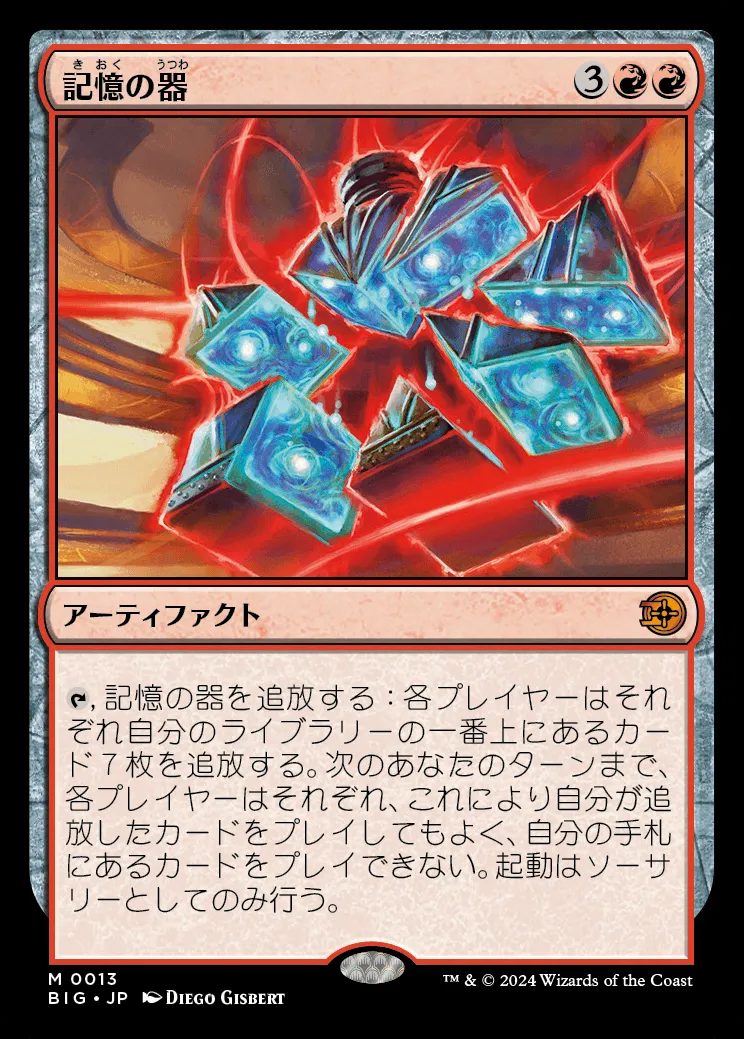 きおく うつわ
記憶の器 3
アーティファクト
,記憶の器を追放する:各プレイヤーはそれ
ぞれ自分のライブラリーの一番上にあるカー
ド7枚を追放する。次のあなたのターンまで、
各プレイヤーはそれぞれ、これにより自分が追
放したカードをプレイしてもよく、自分の手札
にあるカードをプレイできない。起動はソーサ
リーとしてのみ行う。
M 0013
BIG • JP DIEGO GISBERT
™ & © 2024 Wizards of the Coast